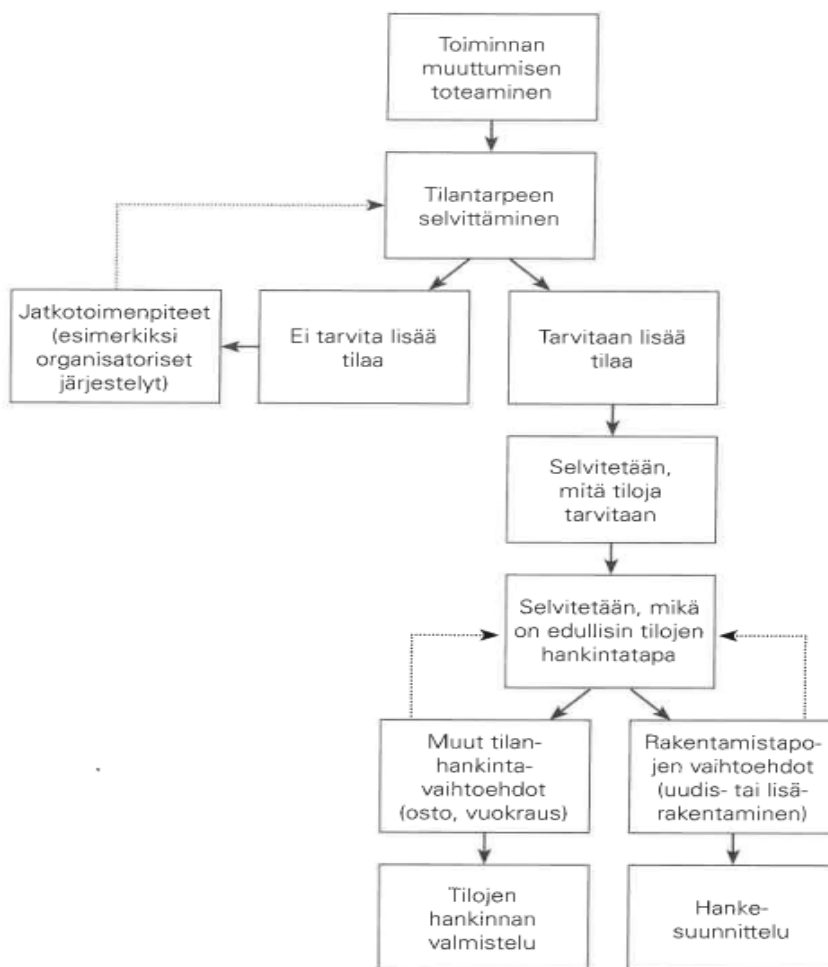 Toiminnan
muuttumisen
toteaminen
Tilantarpeen
selvittäminen
Jatkotoimenpiteet
(esimerkiksi
organisatoriset
järjestelyt)
Ei tarvita lisää
tilaa
Tarvitaan lisää
tilaa
Selvitetään,
mitä tiloja
tarvitaan
Selvitetään, mikä
on edullisin tilojen
hankintatapa
Muut tilan-
hankinta-
vaihtoehdot
(osto, vuokraus)
Rakentamistapo-
jen vaihtoehdot
(uudis- tai lisä-
rakentaminen)
Tilojen
hankinnan
valmistelu
Hanke-
suunnittelu